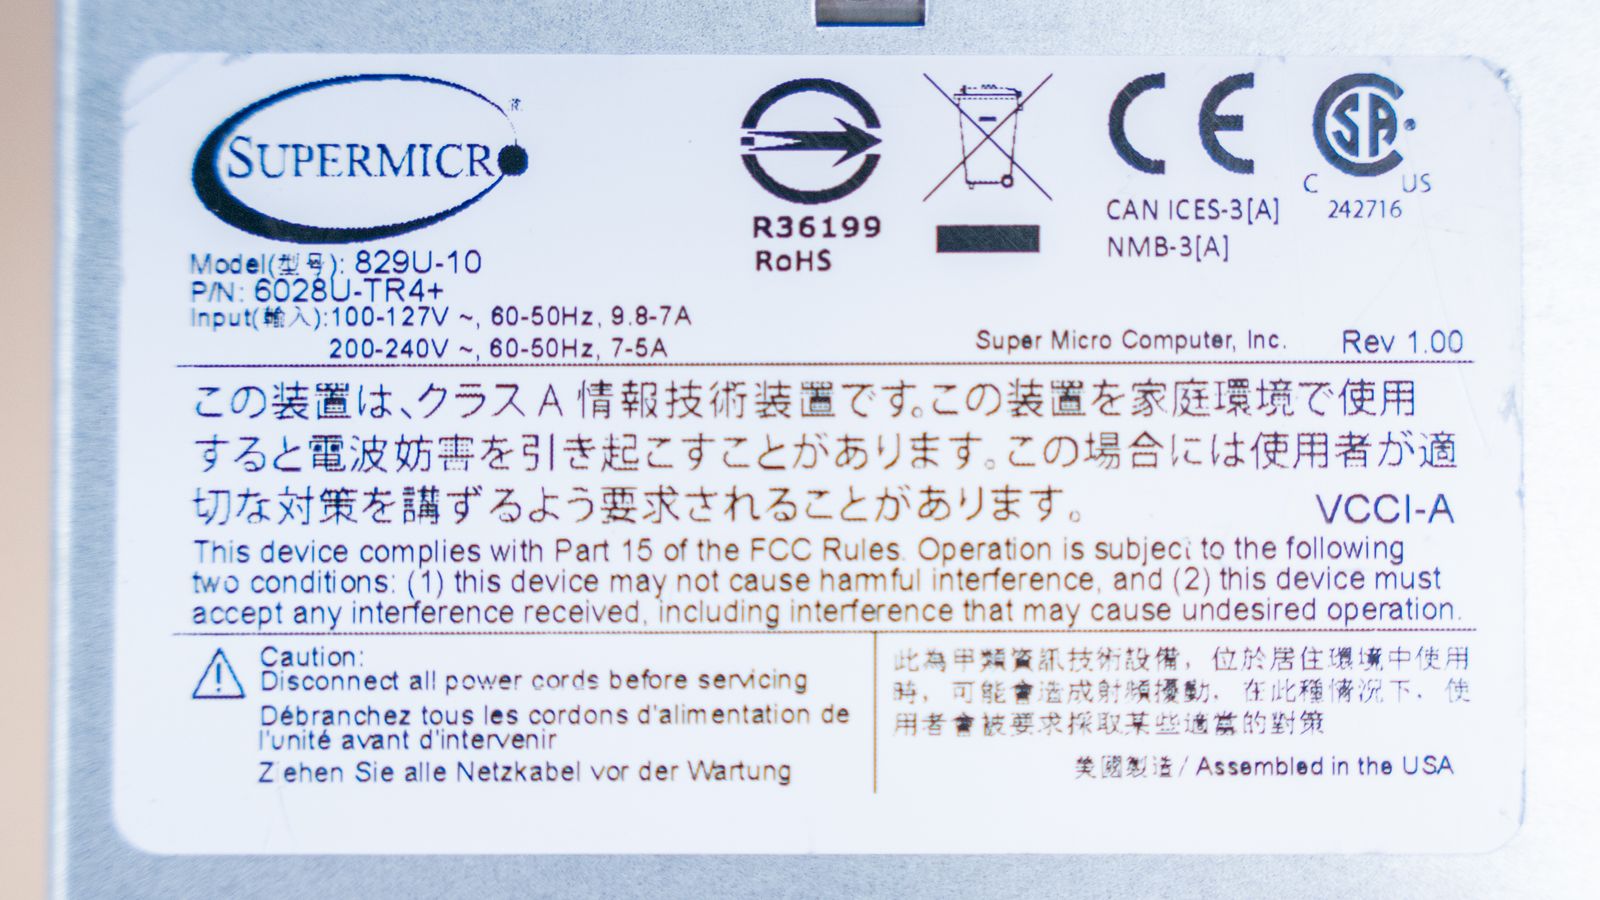 SUPERMICRO
Model(型号): 829U-10
P/N: 6028U-TR4+
Input(輸入):100-127V ~, 60-50Hz, 9.8-7A
200-240V ~, 60-50Hz, 7-5A
R36199
RoHS
CE
CAN ICES-3[A]
NMB-3[A]
CSA
C US
242716
Super Micro Computer, Inc. Rev 1.00
この装置は、クラス A 情報技術装置です。この装置を家庭環境で使用
すると電波妨害を引き起こすことがあります。この場合には使用者が適
切な対策を講ずるよう要求されることがあります。 VCCI-A
This device complies with Part 15 of the FCC Rules. Operation is subject to the following
two conditions: (1) this device may not cause harmful interference, and (2) this device must
accept any interference received, including interference that may cause undesired operation.
Caution:
Disconnect all power cords before servicing
Débranchez tous les cordons d'alimentation de
l'unité avant d'intervenir
Ziehen Sie alle Netzkabel vor der Wartung
此為甲類資訊技術設備，位於居住環境中使用
時，可能會造成射頻擾動，在此種情況下，使
用者會被要求採取某些適當的對策
美國製造 / Assembled in the USA